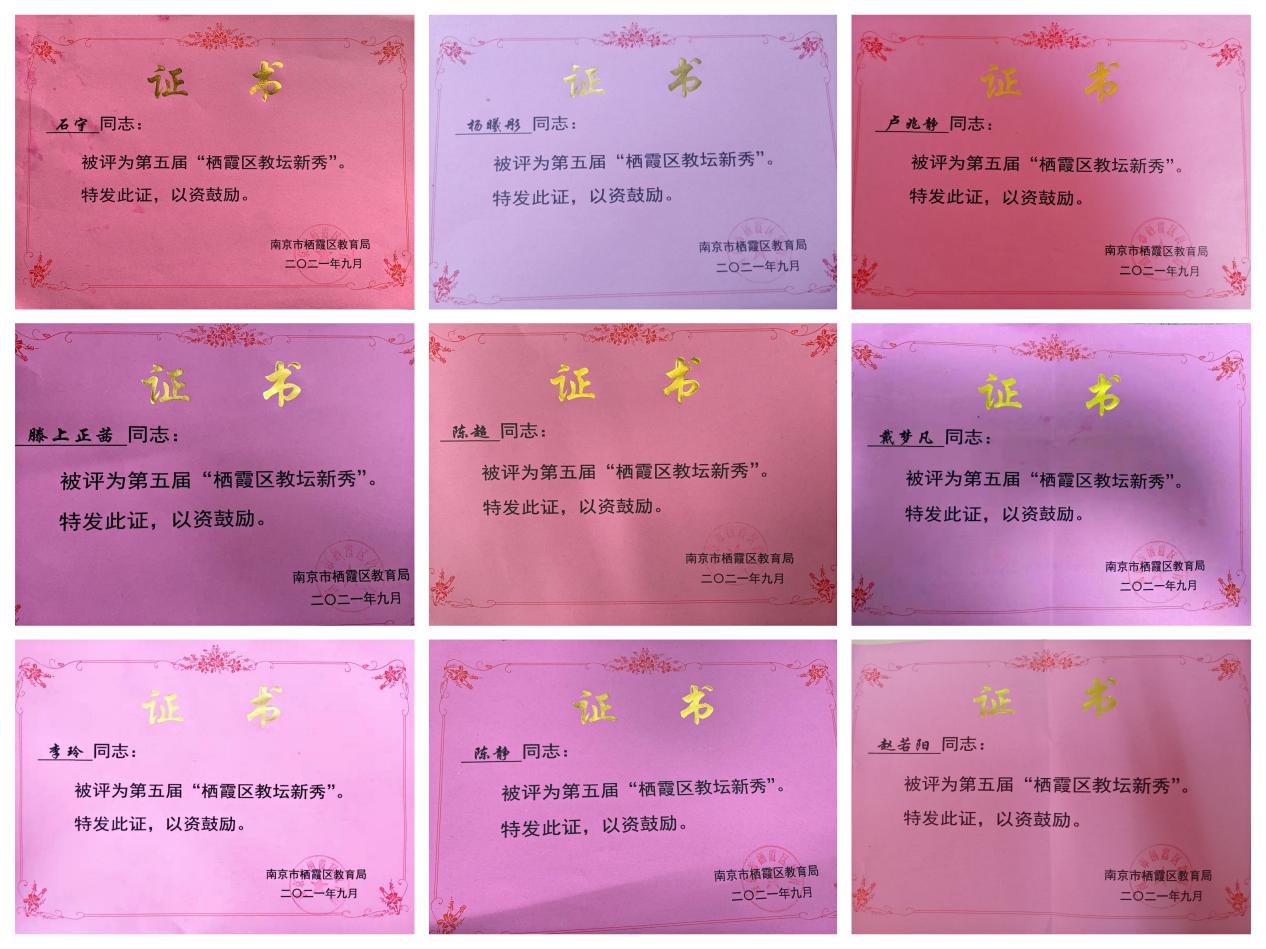 证 书
石宇同志：
被评为第五届“栖霞区教坛新秀”。
特发此证，以资鼓励。
南京市栖霞区教育局
二〇二一年九月
证 书
杨曦彤同志：
被评为第五届“栖霞区教坛新秀”。
特发此证，以资鼓励。
南京市栖霞区教育局
二〇二一年九月
证 书
卢兆静同志：
被评为第五届“栖霞区教坛新秀”。
特发此证，以资鼓励。
南京市栖霞区教育局
二〇二一年九月
证 书
滕上正茜同志：
被评为第五届“栖霞区教坛新秀”。
特发此证，以资鼓励。
南京市栖霞区教育局
二〇二一年九月
证 书
陈超同志：
被评为第五届“栖霞区教坛新秀”。
特发此证，以资鼓励。
南京市栖霞区教育局
二〇二一年九月
证 书
戴梦凡同志：
被评为第五届“栖霞区教坛新秀”。
特发此证，以资鼓励。
南京市栖霞区教育局
二〇二一年九月
证 书
李玲同志：
被评为第五届“栖霞区教坛新秀”。
特发此证，以资鼓励。
南京市栖霞区教育局
二〇二一年九月
证 书
陈静同志：
被评为第五届“栖霞区教坛新秀”。
特发此证，以资鼓励。
南京市栖霞区教育局
二〇二一年九月
证 书
赵若阳同志：
被评为第五届“栖霞区教坛新秀”。
特发此证，以资鼓励。
南京市栖霞区教育局
二〇二一年九月